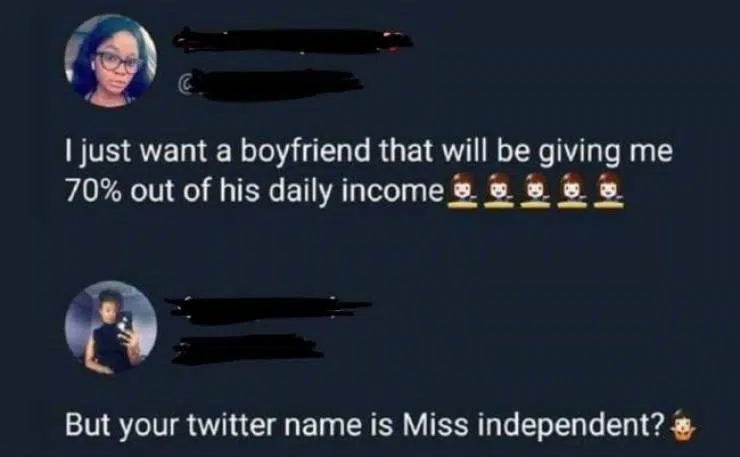 @
I just want a boyfriend that will be giving me
70% out of his daily income 💁💁💁💁💁
But your twitter name is Miss independent? 🤷